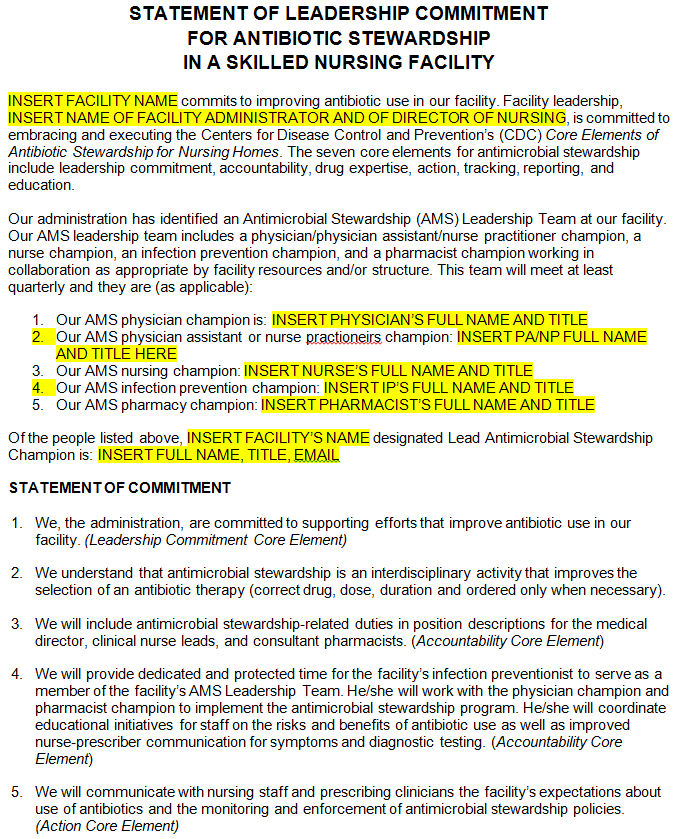 STATEMENT OF LEADERSHIP COMMITMENT
FOR ANTIBIOTIC STEWARDSHIP
IN A SKILLED NURSING FACILITY
INSERT FACILITY NAME commits to improving antibiotic use in our facility. Facility leadership,
INSERT NAME OF FACILITY ADMINISTRATOR AND OF DIRECTOR OF NURSING, is committed to
embracing and executing the Centers for Disease Control and Prevention's (CDC) Core Elements of
Antibiotic Stewardship for Nursing Homes. The seven core elements for antimicrobial stewardship
include leadership commitment, accountability, drug expertise, action, tracking, reporting, and
education.
Our administration has identified an Antimicrobial Stewardship (AMS) Leadership Team at our facility.
Our AMS leadership team includes a physician/physician assistant/nurse practitioner champion, a
nurse champion, an infection prevention champion, and a pharmacist champion working in
collaboration as appropriate by facility resources and/or structure. This team will meet at least
quarterly and they are (as applicable):
1. Our AMS physician champion is: INSERT PHYSICIAN'S FULL NAME AND TITLE
2. Our AMS physician assistant or nurse practioneirs champion: INSERT PA/NP FULL NAME
AND TITLE HERE
3. Our AMS nursing champion: INSERT NURSE'S FULL NAME AND TITLE
4. Our AMS infection prevention champion: INSERT IP'S FULL NAME AND TITLE
5. Our AMS pharmacy champion: INSERT PHARMACIST'S FULL NAME AND TITLE
Of the people listed above, INSERT FACILITY'S NAME designated Lead Antimicrobial Stewardship
Champion is: INSERT FULL NAME, TITLE, EMAIL
STATEMENT OF COMMITMENT
1. We, the administration, are committed to supporting efforts that improve antibiotic use in our
facility. (Leadership Commitment Core Element)
2. We understand that antimicrobial stewardship is an interdisciplinary activity that improves the
selection of an antibiotic therapy (correct drug, dose, duration and ordered only when necessary).
3. We will include antimicrobial stewardship-related duties in position descriptions for the medical
director, clinical nurse leads, and consultant pharmacists. (Accountability Core Element)
4. We will provide dedicated and protected time for the facility's infection preventionist to serve as a
member of the facility's AMS Leadership Team. He/she will work with the physician champion and
pharmacist champion to implement the antimicrobial stewardship program. He/she will coordinate
educational initiatives for staff on the risks and benefits of antibiotic use as well as improved
nurse-prescriber communication for symptoms and diagnostic testing. (Accountability Core
Element)
5. We will communicate with nursing staff and prescribing clinicians the facility's expectations about
use of antibiotics and the monitoring and enforcement of antimicrobial stewardship policies.
(Action Core Element)